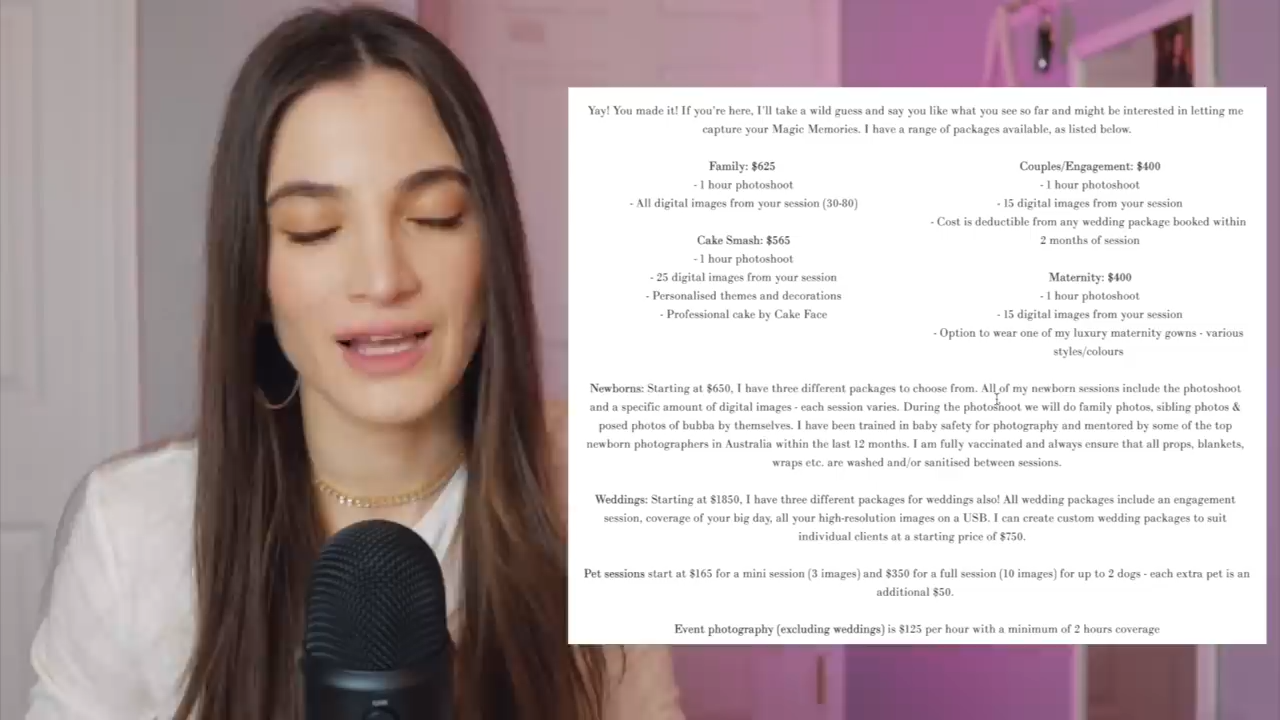 Yay! You made it! If you're here, I'll take a wild guess and say you like what you see so far and might be interested in letting me
capture your Magic Memories. I have a range of packages available, as listed below.
Family: $625
- 1 hour photoshoot
- All digital images from your session (30-80)
Cake Smash: $565
- 1 hour photoshoot
- 25 digital images from your session
- Personalised themes and decorations
- Professional cake by Cake Face
Couples/Engagement: $400
- 1 hour photoshoot
- 15 digital images from your session
- Cost is deductible from any wedding package booked within
2 months of session
Maternity: $400
- 1 hour photoshoot
- 15 digital images from your session
- Option to wear one of my luxury maternity gowns - various
styles/colours
Newborns: Starting at $650, I have three different packages to choose from. All of my newborn sessions include the photoshoot
and a specific amount of digital images - each session varies. During the photoshoot we will do family photos, sibling photos &
posed photos of bubba by themselves. I have been trained in baby safety for photography and mentored by some of the top
newborn photographers in Australia within the last 12 months. I am fully vaccinated and always ensure that all props, blankets,
wraps etc. are washed and/or sanitised between sessions.
Weddings: Starting at $1850, I have three different packages for weddings also! All wedding packages include an engagement
session, coverage of your big day, all your high-resolution images on a USB. I can create custom wedding packages to suit
individual clients at a starting price of $750.
Pet sessions start at $165 for a mini session (3 images) and $350 for a full session (10 images) for up to 2 dogs - each extra pet is an
additional $50.
Event photography (excluding weddings) is $125 per hour with a minimum of 2 hours coverage